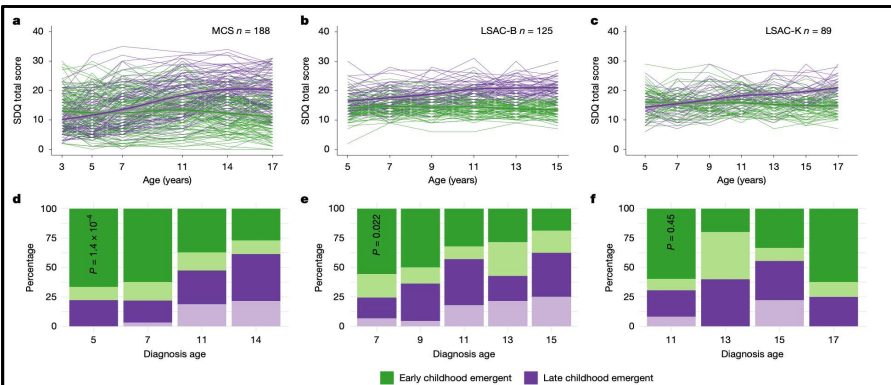 a
MCS n = 188
SDQ total score
40
30
20
10
0
3
5
7
11
14
17
Age (years)
b
LSAC-B n = 125
SDQ total score
40
30
20
10
0
5
7
9
11
13
15
Age (years)
c
LSAC-K n = 89
SDQ total score
40
30
20
10
0
5
7
9
11
13
15
17
Age (years)
d
Percentage
100
75
50
25
0
P = 1.4 × 10⁻⁴
5
7
11
14
Diagnosis age
e
Percentage
100
75
50
25
0
P = 0.022
7
9
11
13
15
Diagnosis age
f
Percentage
100
75
50
25
0
P = 0.45
11
13
15
17
Diagnosis age
Early childhood emergent
Late childhood emergent